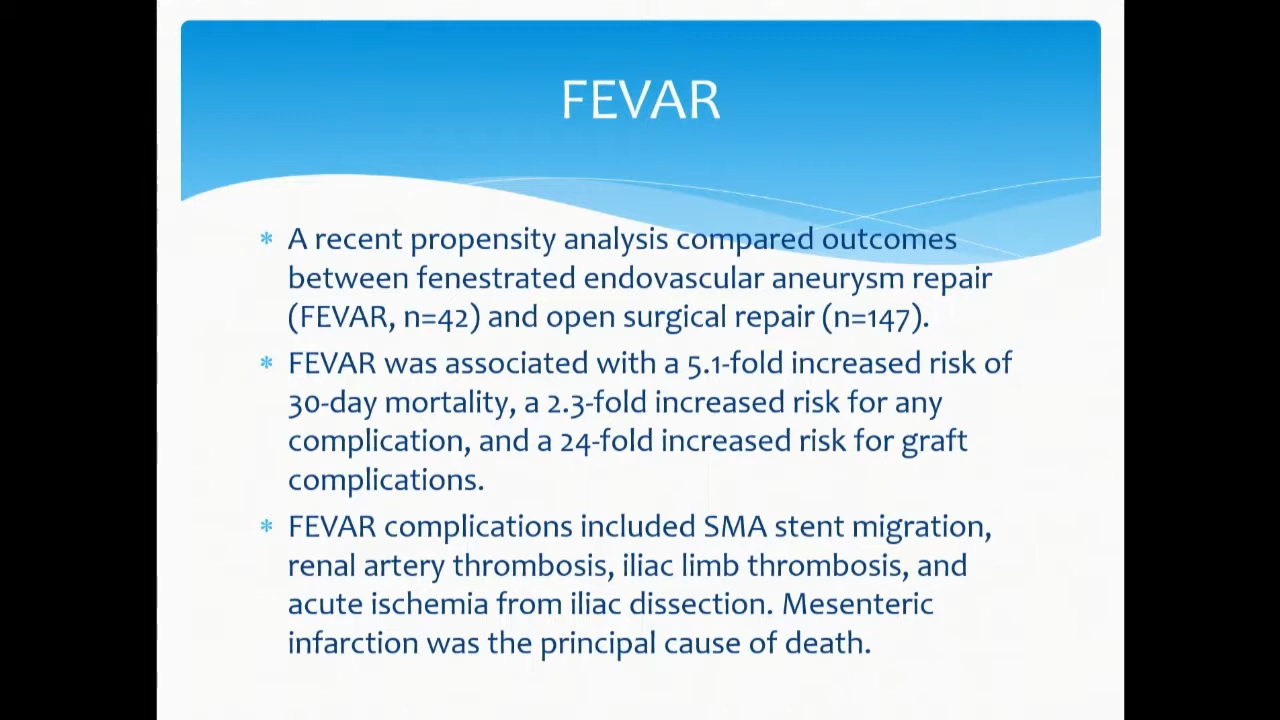 FEVAR
* A recent propensity analysis compared outcomes
between fenestrated endovascular aneurysm repair
(FEVAR, n=42) and open surgical repair (n=147).
* FEVAR was associated with a 5.1-fold increased risk of
30-day mortality, a 2.3-fold increased risk for any
complication, and a 24-fold increased risk for graft
complications.
* FEVAR complications included SMA stent migration,
renal artery thrombosis, iliac limb thrombosis, and
acute ischemia from iliac dissection. Mesenteric
infarction was the principal cause of death.